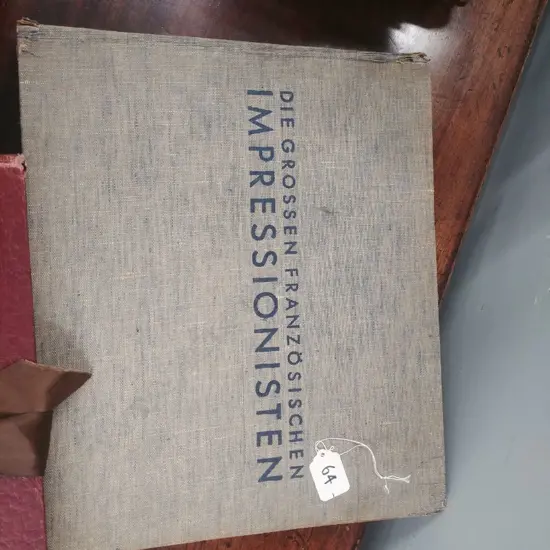 DIE GROSSEN FRANZÖSISCHEN
IMPRESSIONISTEN
64